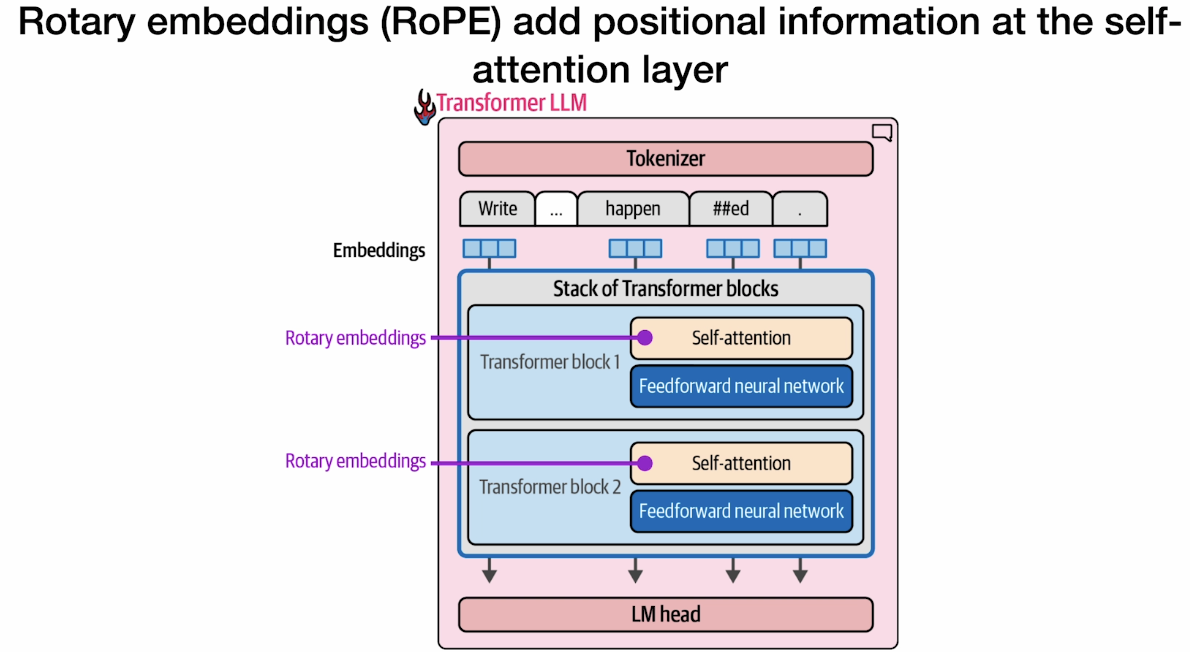 Rotary embeddings (RoPE) add positional information at the self-
attention layer
Transformer LLM
Tokenizer
Write
...
happen
##ed
.
Embeddings
Stack of Transformer blocks
Rotary embeddings
Self-attention
Transformer block 1
Feedforward neural network
Rotary embeddings
Self-attention
Transformer block 2
Feedforward neural network
LM head